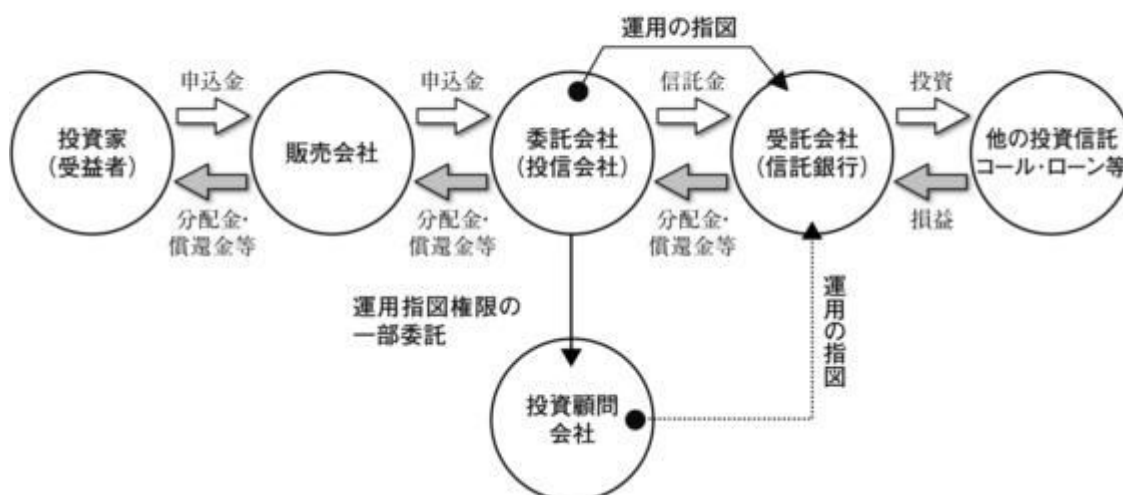 運用の指図
申込金
申込金
信託金
投資
投資家
(受益者)
販売会社
委託会社
(投信会社)
受託会社
(信託銀行)
他の投資信託
コール・ローン等
分配金・
償還金等
分配金・
償還金等
分配金・
償還金等
損益
運用指図権限の
一部委託
運用の指図
投資顧問
会社